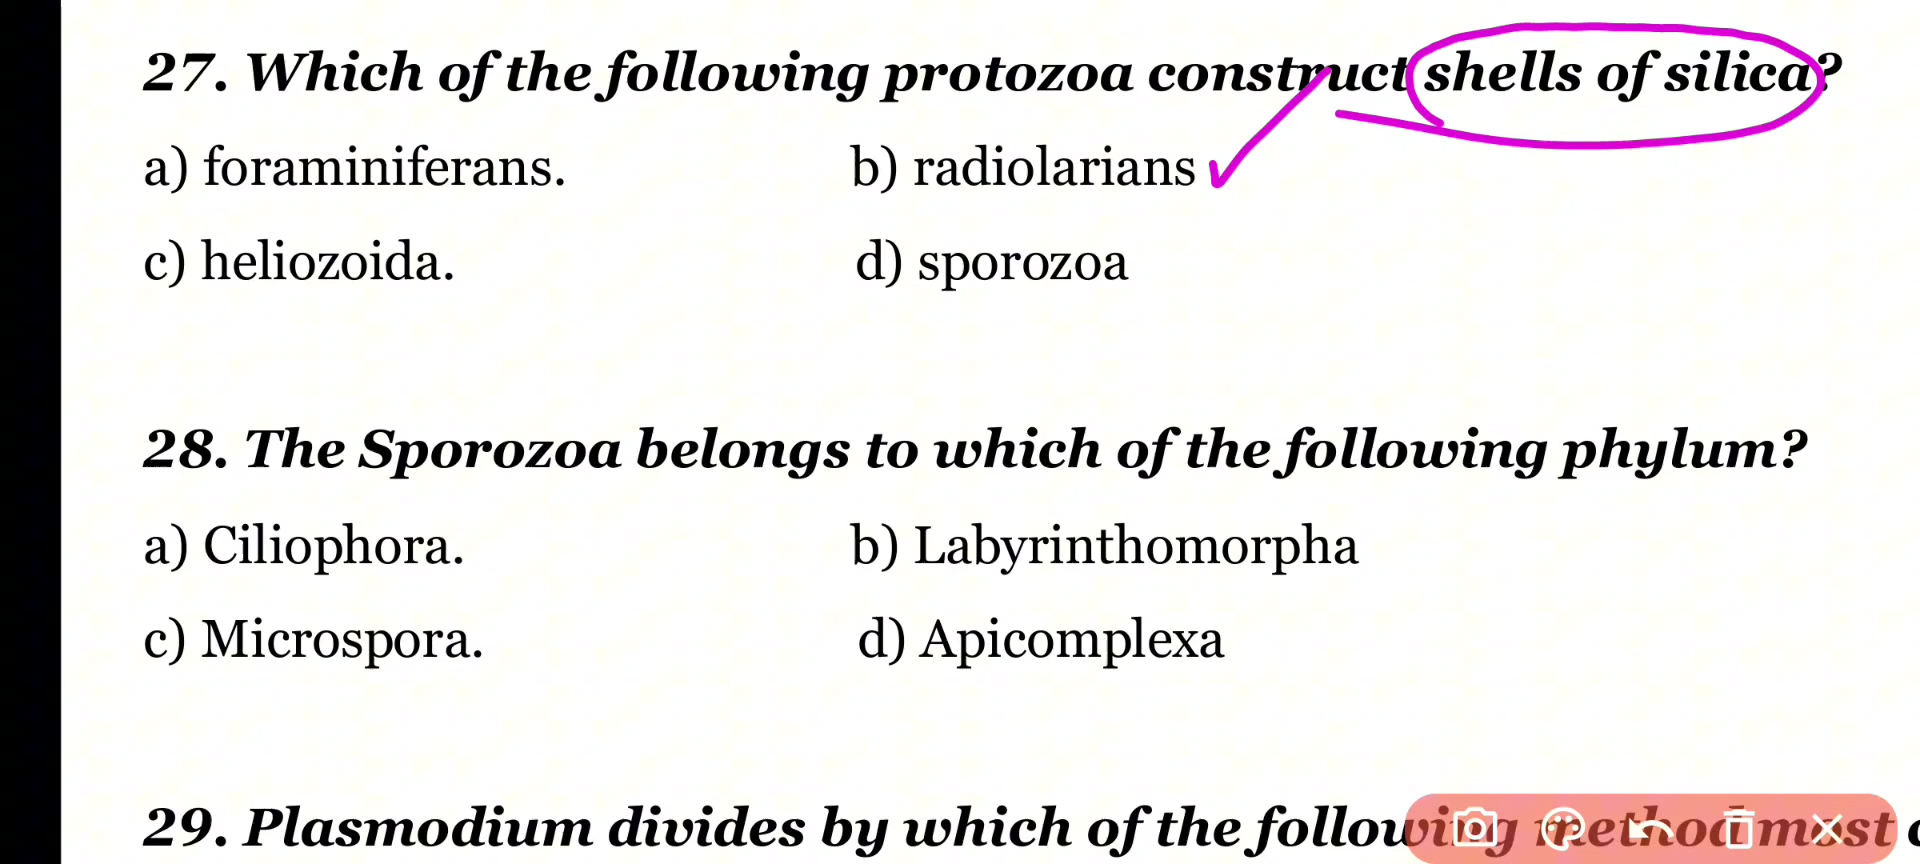 27. Which of the following protozoa construct shells of silica?
a) foraminiferans. b) radiolarians
c) heliozoida. d) sporozoa
28. The Sporozoa belongs to which of the following phylum?
a) Ciliophora. b) Labyrinthomorpha
c) Microspora. d) Apicomplexa
29. Plasmodium divides by which of the following method most